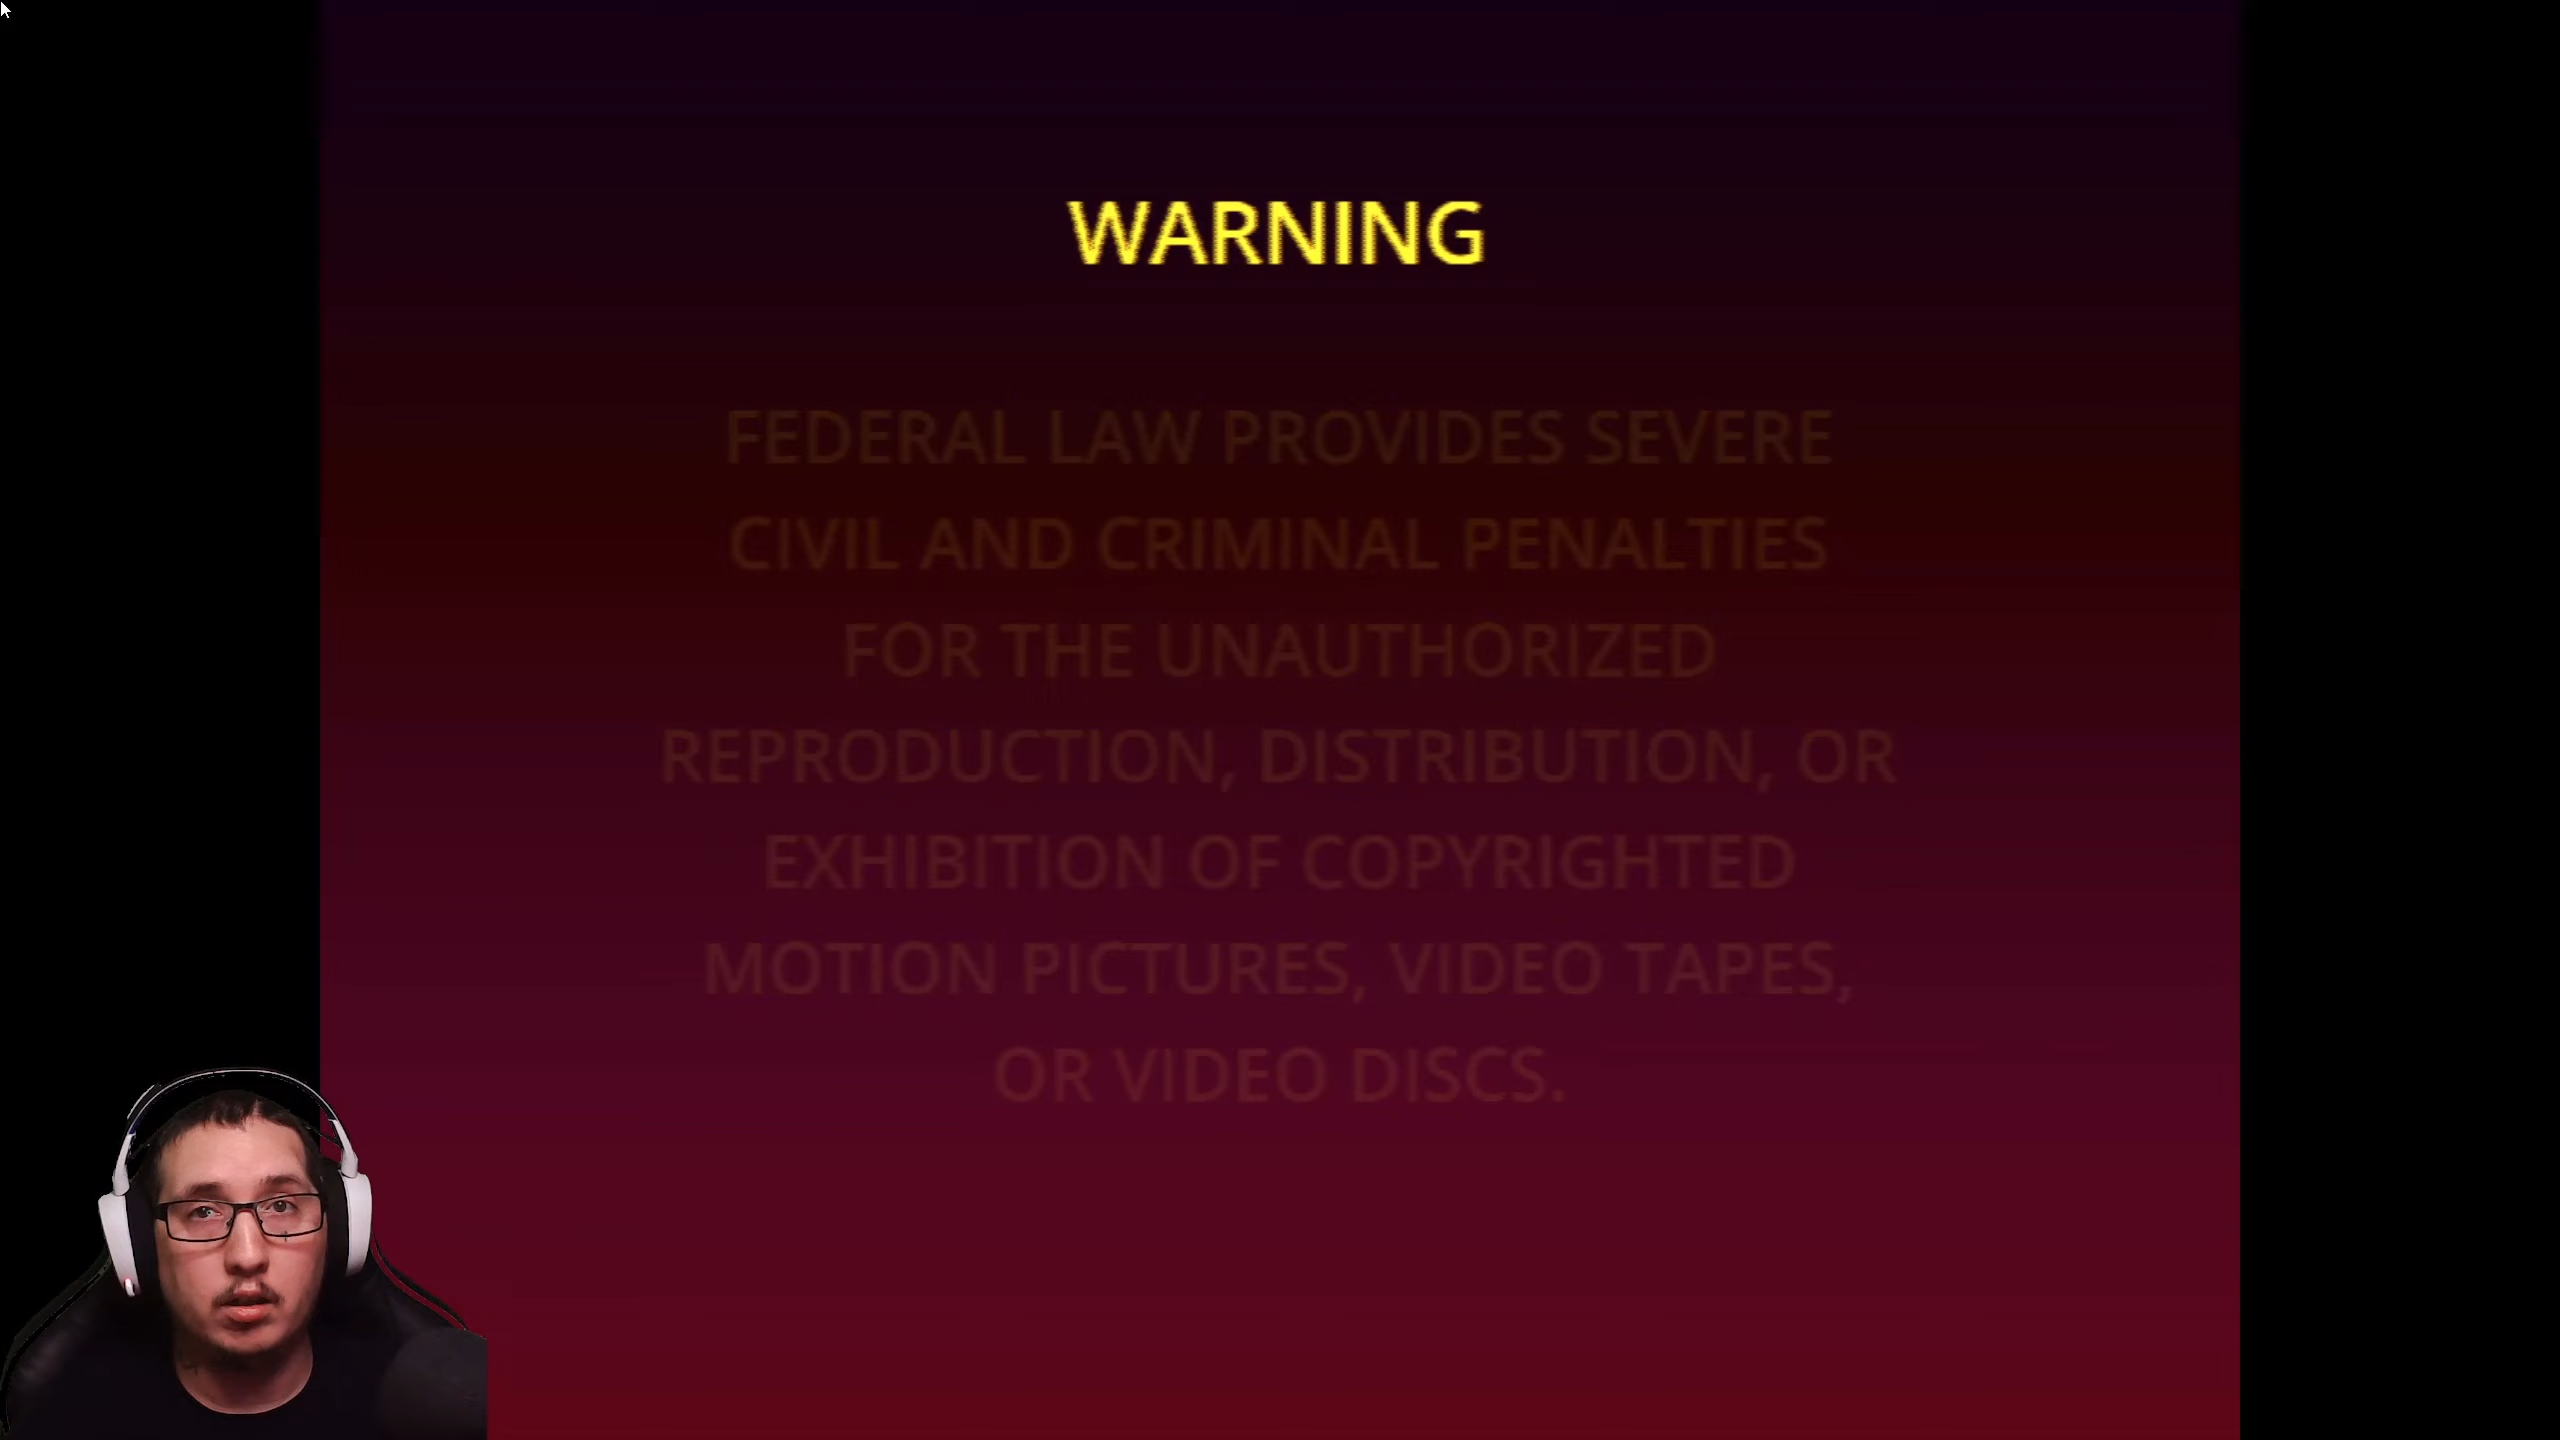 WARNING
FEDERAL LAW PROVIDES SEVERE
CIVIL AND CRIMINAL PENALTIES
FOR THE UNAUTHORIZED
REPRODUCTION, DISTRIBUTION, OR
EXHIBITION OF COPYRIGHTED
MOTION PICTURES, VIDEO TAPES,
OR VIDEO DISCS.